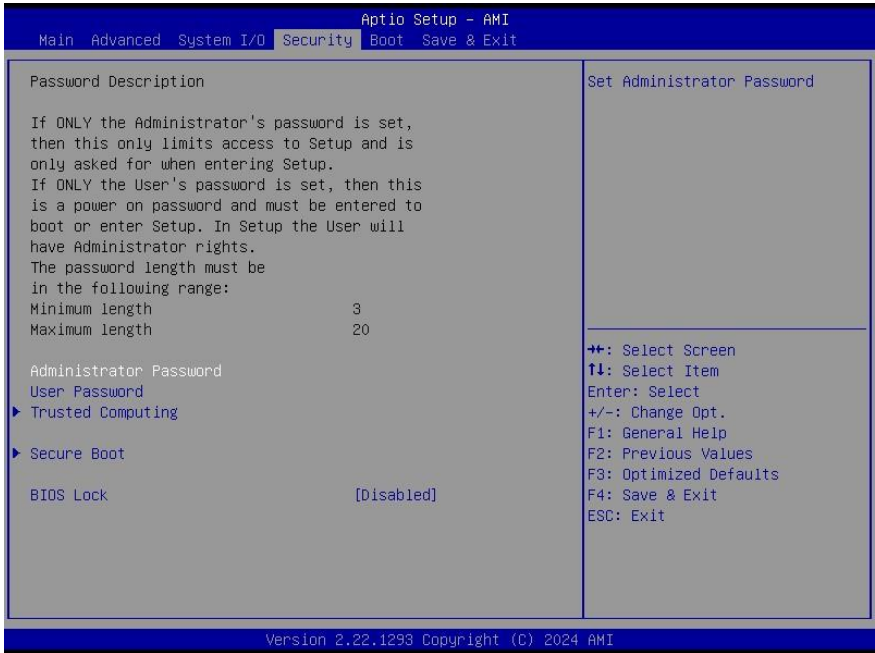 Aptio Setup - AMI
Main Advanced System I/O Security Boot Save & Exit
Password Description
If ONLY the Administrator's password is set,
then this only limits access to Setup and is
only asked for when entering Setup.
If ONLY the User's password is set, then this
is a power on password and must be entered to
boot or enter Setup. In Setup the User will
have Administrator rights.
The password length must be
in the following range:
Minimum length 3
Maximum length 20
Administrator Password
User Password
Trusted Computing
Secure Boot
BIOS Lock [Disabled]
Set Administrator Password
→←: Select Screen
↑↓: Select Item
Enter: Select
+/-: Change Opt.
F1: General Help
F2: Previous Values
F3: Optimized Defaults
F4: Save & Exit
ESC: Exit
Version 2.22.1293 Copyright (C) 2024 AMI